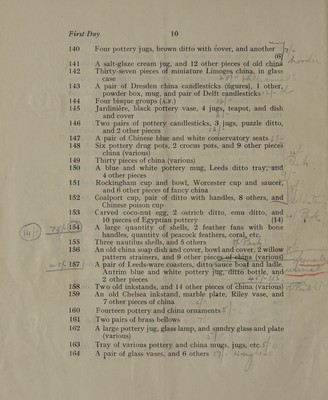 First Day 10
140 Four pottery jugs, brown ditto with cover, and another
(6)
141 A salt-glaze cream jug, and 12 other pieces of old china
142 Thirty-seven pieces of miniature Limoges china, in glass
case
143 A pair of Dresden china candlesticks (figures), 1 other,
powder box, mug, and pair of Delft candlesticks
144 Four bisque groups (A.F.)
145 Jardinière, black pottery vase, 4 jugs, teapot, and dish
and cover
146 Two pairs of pottery candlesticks, 3 jugs, puzzle ditto,
and 2 other pieces
147 A pair of Chinese blue and white conservatory seats
148 Six pottery drug pots, 2 crocus pots, and 9 other pieces
china (various)
149 Thirty pieces of china (various)
150 A blue and white pottery mug, Leeds ditto tray, and
4 other pieces
151 Rockingham cup and bowl, Worcester cup and saucer,
and 6 other pieces of fancy china
152 Coalport cup, pair of ditto with handles, 8 others, and
Chinese poison cup
153 Carved coco-nut egg, 2 ostrich ditto, emu ditto, and
10 pieces of Egyptian pottery (14)
154 A large quantity of shells, 2 feather fans with bone
handles, quantity of peacock feathers, coral, etc.
155 Three nautilus shells, and 5 others
156 An old china soap dish and cover, bowl and cover, 2 willow
pattern strainers, and 9 other pieces of china (various)
187 A pair of Leeds-ware coasters, ditto sauce boat and ladle,
Antrim blue and white pottery jug, ditto bottle, and
2 other pieces
188 Two old inkstands, and 14 other pieces of china (various)
189 An old Chelsea inkstand, marble plate, Riley vase, and
7 other pieces of china
160 Fourteen pottery and china ornaments
161 Two pairs of brass bellows
162 A large pottery jug, glass lamp, and sundry glass and plate
(various)
163 Tray of various pottery and china mugs, jugs, etc.
164 A pair of glass vases, and 6 others